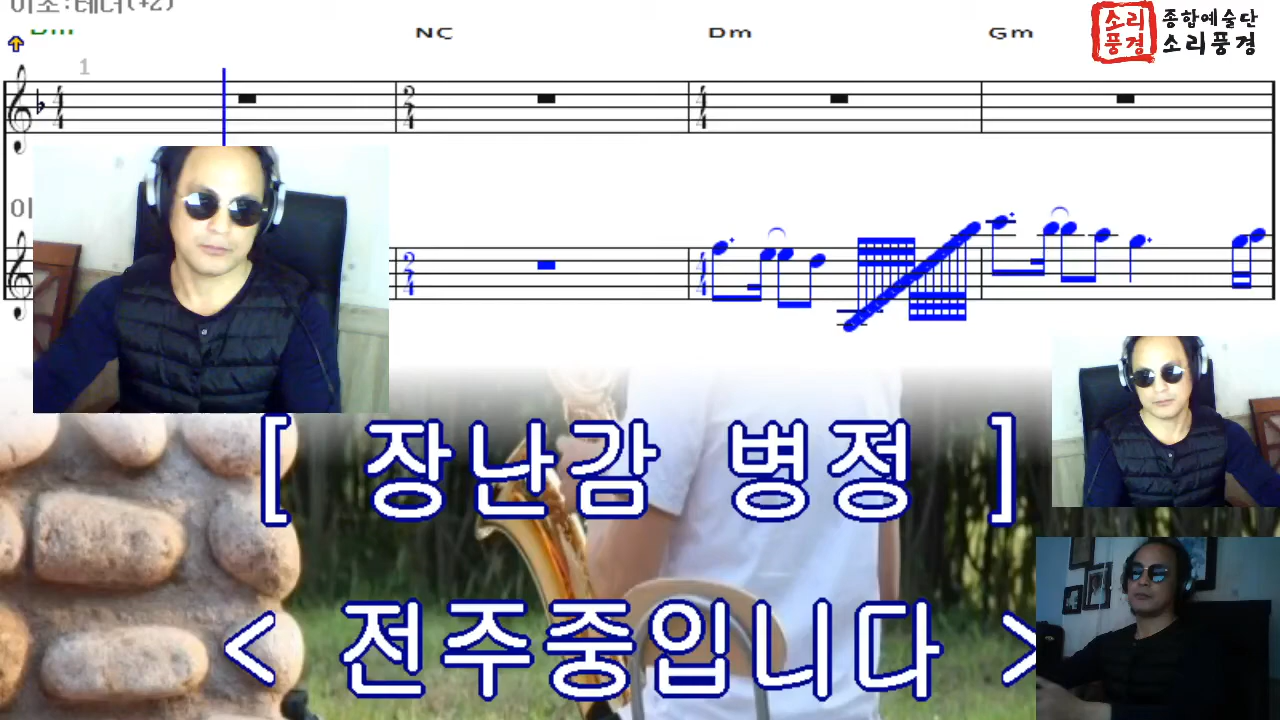 이조:테너(+2)
Dm NC Dm Gm
1
소리
풍경
종합예술단
소리풍경
[ 장난감 병정 ]
< 전주중입니다 >